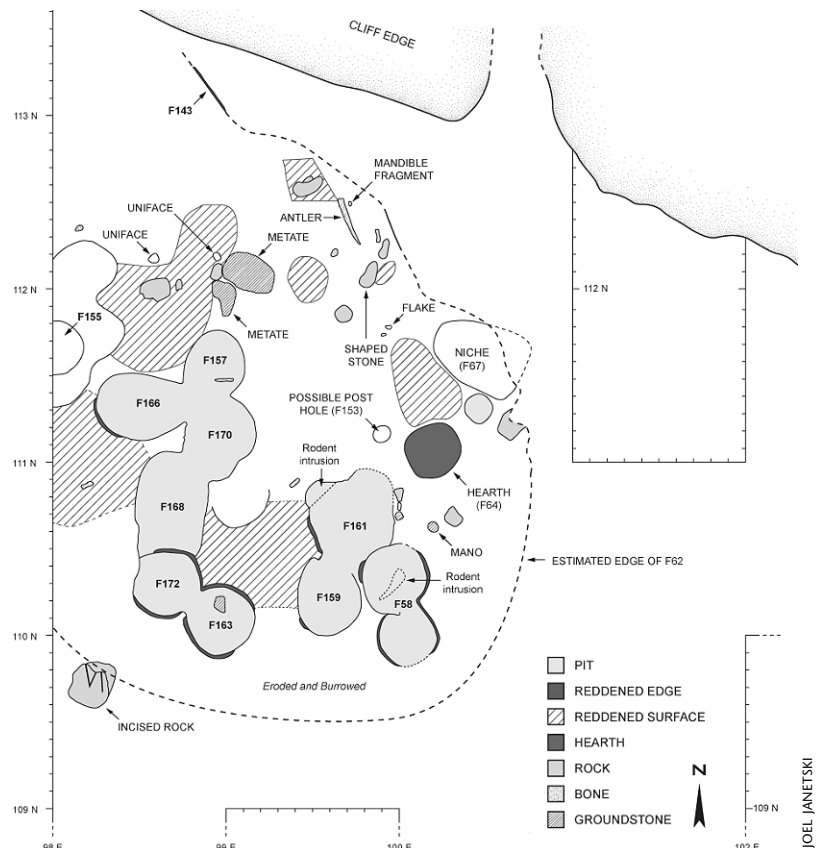 CLIFF EDGE
113 N
F143
MANDIBLE
FRAGMENT
UNIFACE
ANTLER
METATE
UNIFACE
112 N
112 N
F155
METATE
FLAKE
SHAPED
STONE
NICHE
(F67)
F157
F166
POSSIBLE POST
HOLE (F153)
F170
Rodent
intrusion
111 N
HEARTH
(F64)
F168
F161
MANO
ESTIMATED EDGE OF F62
F172
Rodent
intrusion
F159
F58
F163
110 N
Eroded and Burrowed
INCISED ROCK
PIT
REDDENED EDGE
REDDENED SURFACE
HEARTH
ROCK
BONE
GROUNDSTONE
N
109 N
109 N
98 E
99 E
100 E
102 E
JOEL JANETSKI